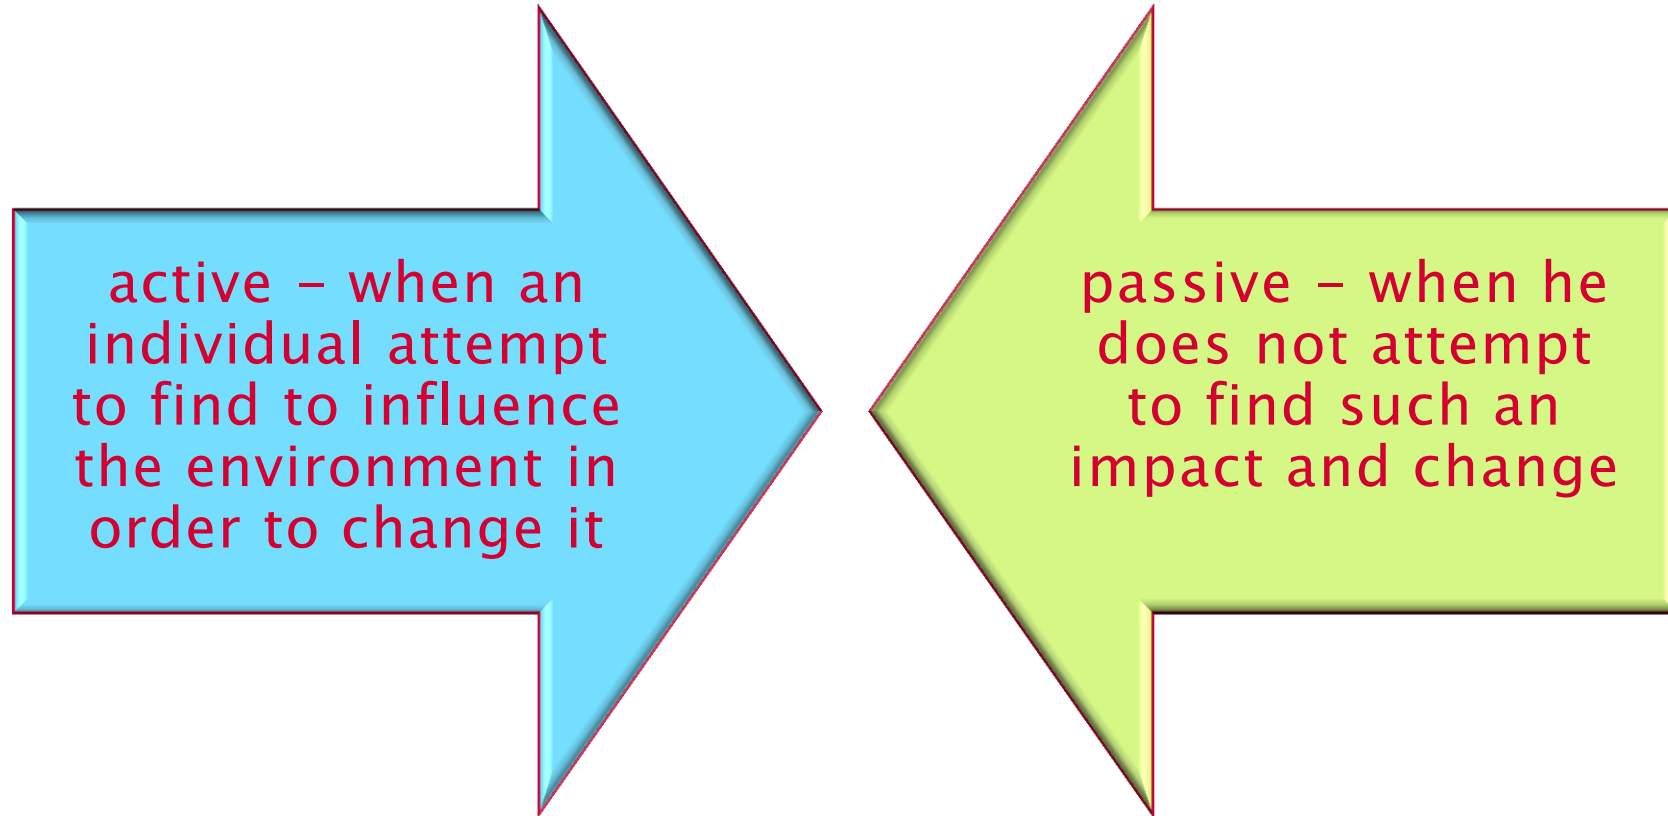 active – when an
individual attempt
to find to influence
the environment in
order to change it
passive – when he
does not attempt
to find such an
impact and change